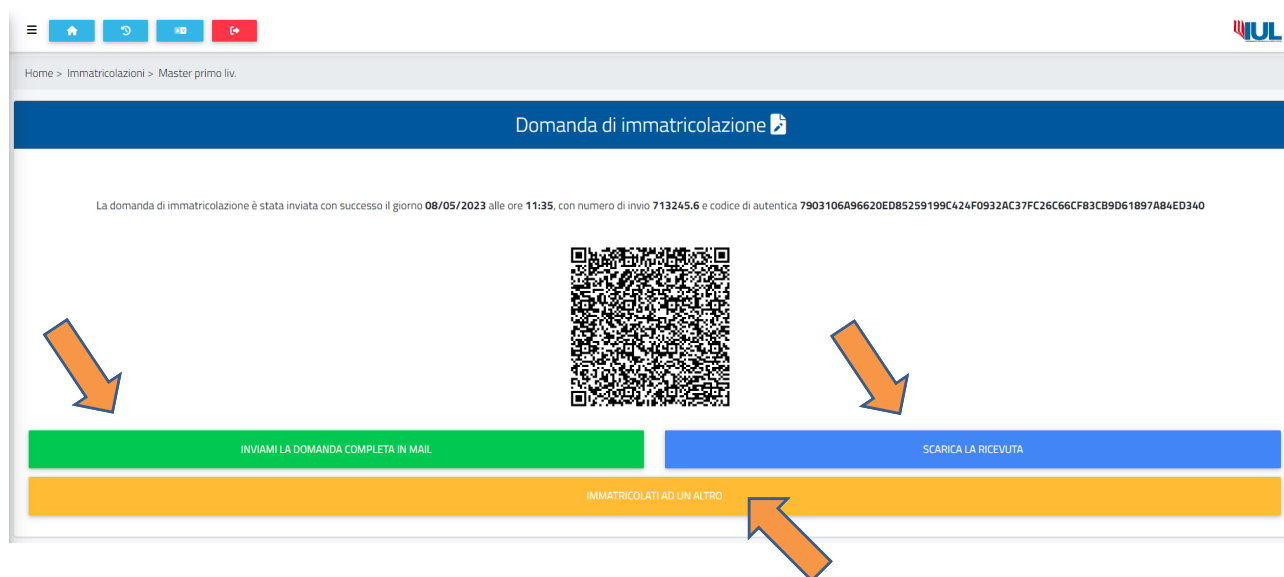 IUL
Home > Immatricolazioni > Master primo liv.
Domanda di immatricolazione
La domanda di immatricolazione è stata inviata con successo il giorno 08/05/2023 alle ore 11:35, con numero di invio 713245.6 e codice di autentica 7903106A96620ED85259199C424F0932AC37FC26C66CF83CB9D61897A84ED340
INVIAMI LA DOMANDA COMPLETA IN MAIL
SCARICA LA RICEVUTA
IMMATRICOLATI AD UN ALTRO